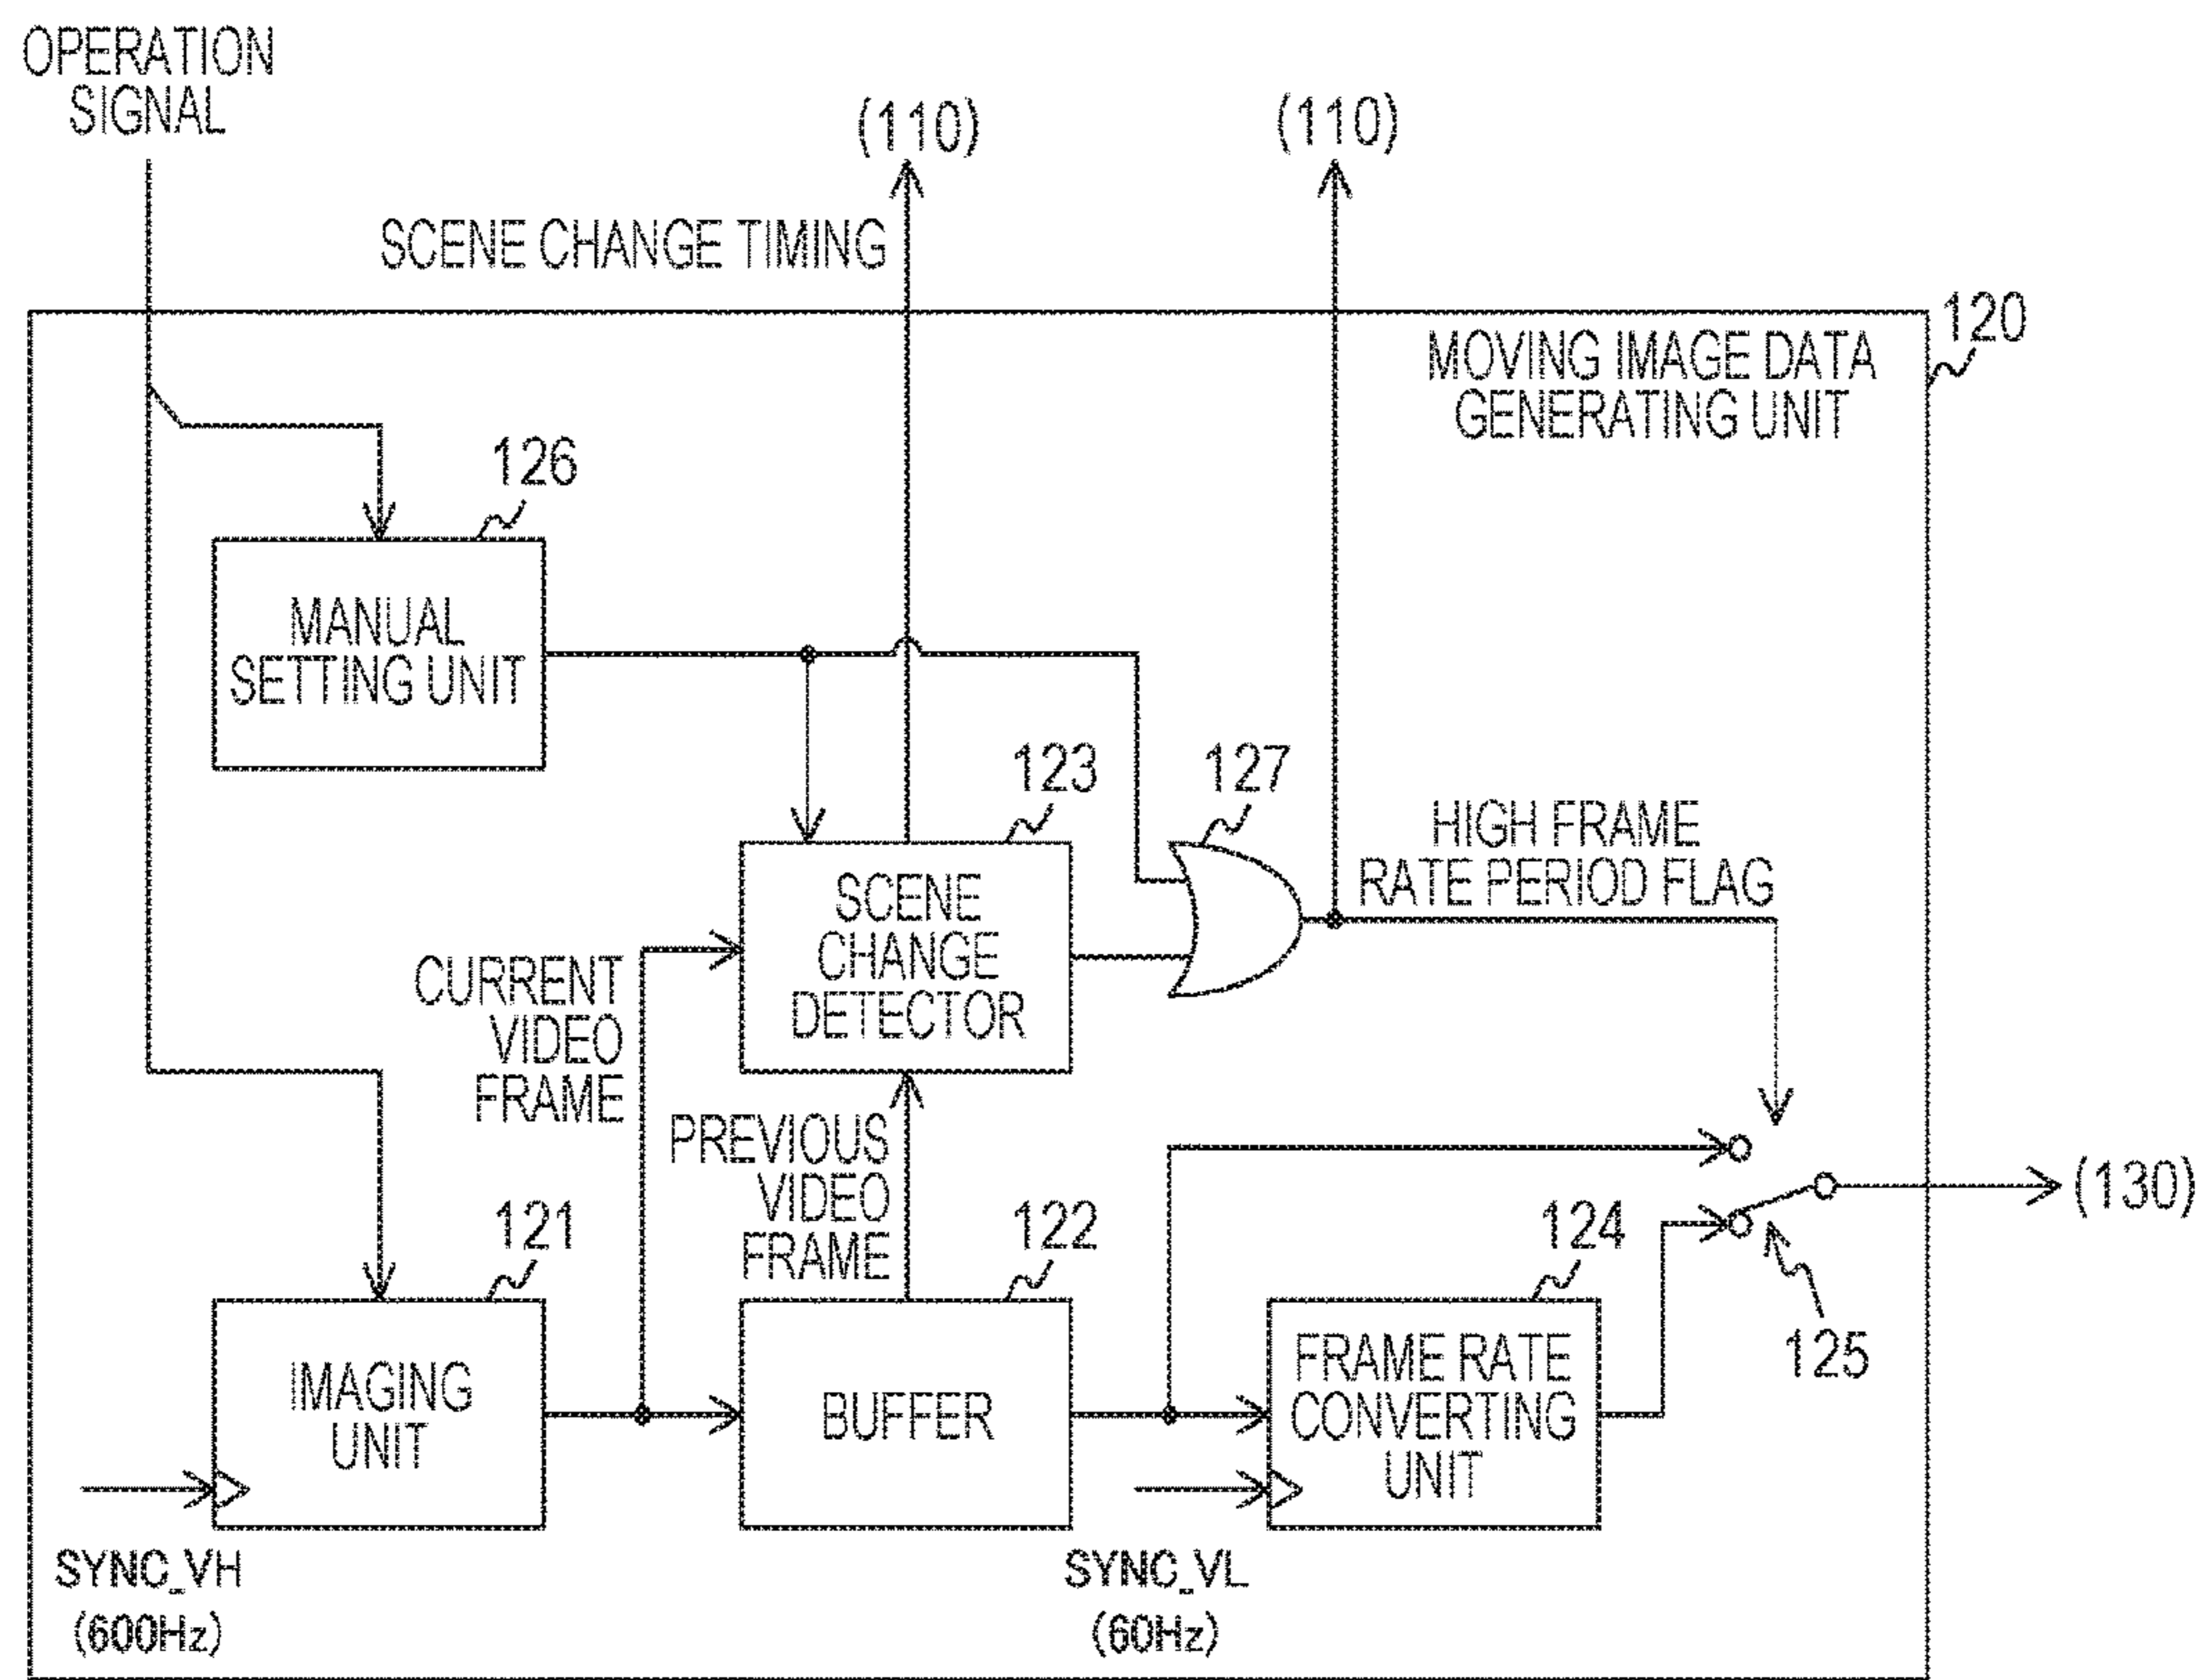 OPERATION
SIGNAL
(110)
(110)
SCENE CHANGE TIMING
120
MOVING IMAGE DATA
GENERATING UNIT
126
MANUAL
SETTING UNIT
123
127
HIGH FRAME
RATE PERIOD FLAG
SCENE
CHANGE
DETECTOR
CURRENT
VIDEO
FRAME
PREVIOUS
VIDEO
FRAME
(130)
121
122
124
125
IMAGING
UNIT
BUFFER
FRAME RATE
CONVERTING
UNIT
SYNC_VH
(600Hz)
SYNC_VL
(60Hz)